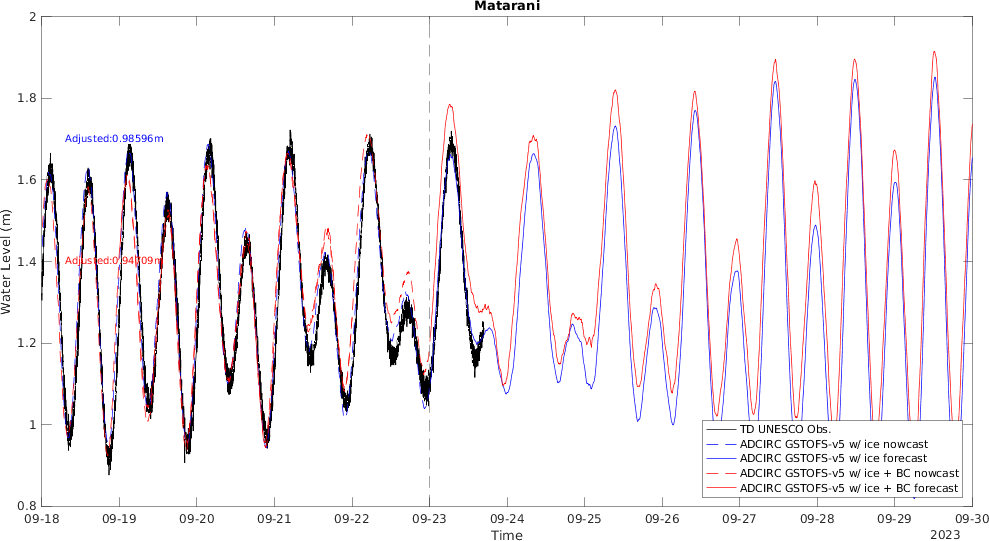 Matarani
2
1.8
1.6
1.4
1.2
1
0.8
Water Level (m)
Adjusted:0.98596m
Adjusted:0.94709m
TD UNESCO Obs.
ADCIRC GSTOFS-v5 w/ ice nowcast
ADCIRC GSTOFS-v5 w/ ice forecast
ADCIRC GSTOFS-v5 w/ ice + BC nowcast
ADCIRC GSTOFS-v5 w/ ice + BC forecast
09-18 09-19 09-20 09-21 09-22 09-23 09-24 09-25 09-26 09-27 09-28 09-29 09-30
Time
2023